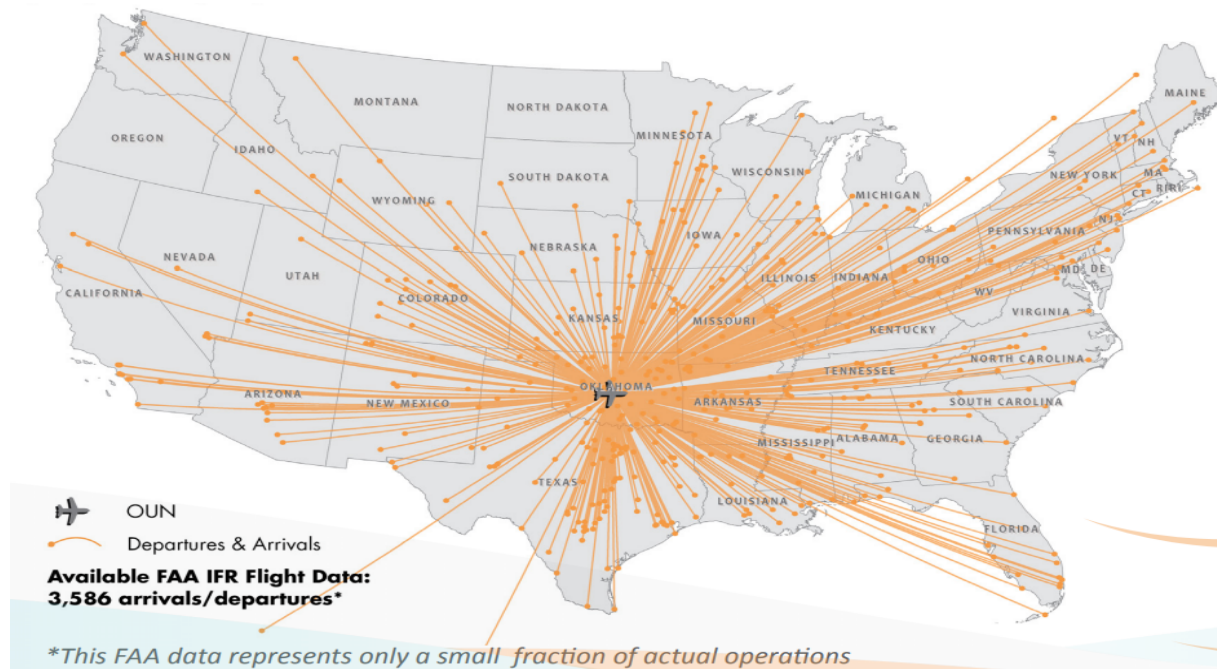 WASHINGTON
MAINE
MONTANA
NORTH DAKOTA
MINNESOTA
OREGON
VT
NH
IDAHO
WISCONSIN
MA
NEW YORK
SOUTH DAKOTA
MICHIGAN
CT
RIRI
WYOMING
NJ
PENNSYLVANIA
IOWA
NEBRASKA
NEVADA
OHIO
UTAH
ILLINOIS
INDIANA
MD
DE
CALIFORNIA
COLORADO
WV
KANSAS
MISSOURI
VIRGINIA
KENTUCKY
NORTH CAROLINA
TENNESSEE
OKLAHOMA
ARIZONA
NEW MEXICO
ARKANSAS
SOUTH CAROLINA
MISSISSIPPI
ALABAMA
GEORGIA
TEXAS
LOUISIANA
FLORIDA
OUN
Departures & Arrivals
Available FAA IFR Flight Data:
3,586 arrivals/departures*
*This FAA data represents only a small fraction of actual operations